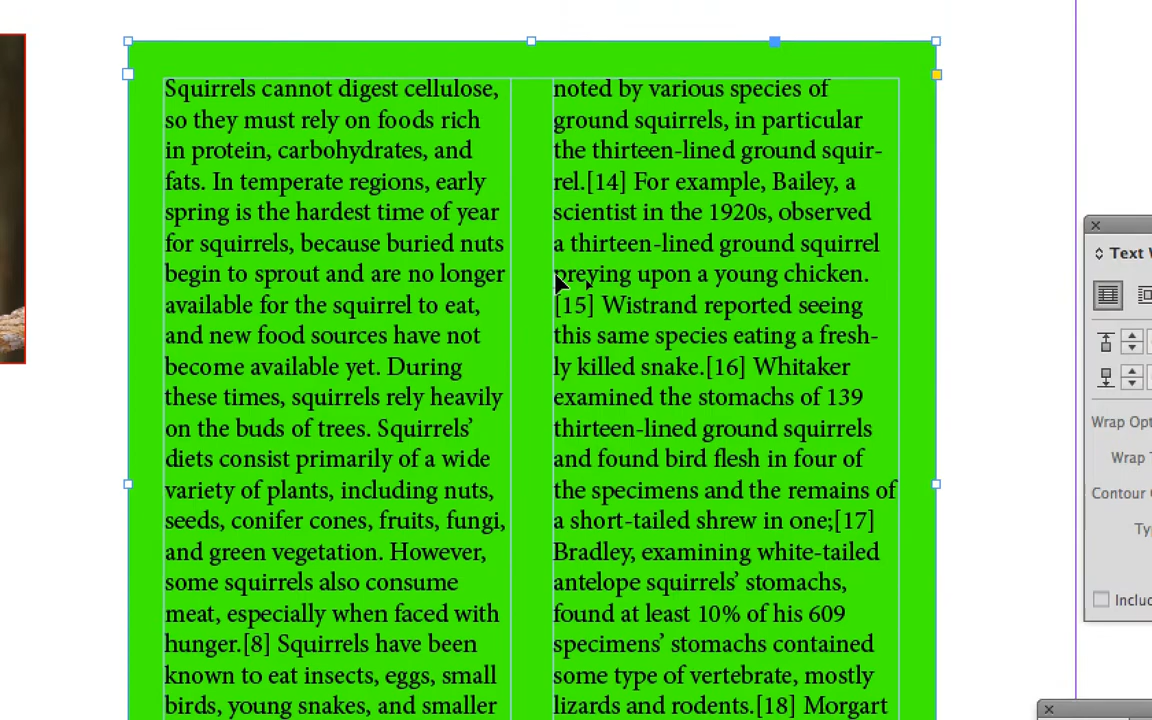 Squirrels cannot digest cellulose,
so they must rely on foods rich
in protein, carbohydrates, and
fats. In temperate regions, early
spring is the hardest time of year
for squirrels, because buried nuts
begin to sprout and are no longer
available for the squirrel to eat,
and new food sources have not
become available yet. During
these times, squirrels rely heavily
on the buds of trees. Squirrels’
diets consist primarily of a wide
variety of plants, including nuts,
seeds, conifer cones, fruits, fungi,
and green vegetation. However,
some squirrels also consume
meat, especially when faced with
hunger.[8] Squirrels have been
known to eat insects, eggs, small
birds, young snakes, and smaller
noted by various species of
ground squirrels, in particular
the thirteen-lined ground squir-
rel.[14] For example, Bailey, a
scientist in the 1920s, observed
a thirteen-lined ground squirrel
preying upon a young chicken.
[15] Wistrand reported seeing
this same species eating a fresh-
ly killed snake.[16] Whitaker
examined the stomachs of 139
thirteen-lined ground squirrels
and found bird flesh in four of
the specimens and the remains of
a short-tailed shrew in one;[17]
Bradley, examining white-tailed
antelope squirrels’ stomachs,
found at least 10% of his 609
specimens’ stomachs contained
some type of vertebrate, mostly
lizards and rodents.[18] Morgart
Text
Wrap
Wrap
Contour